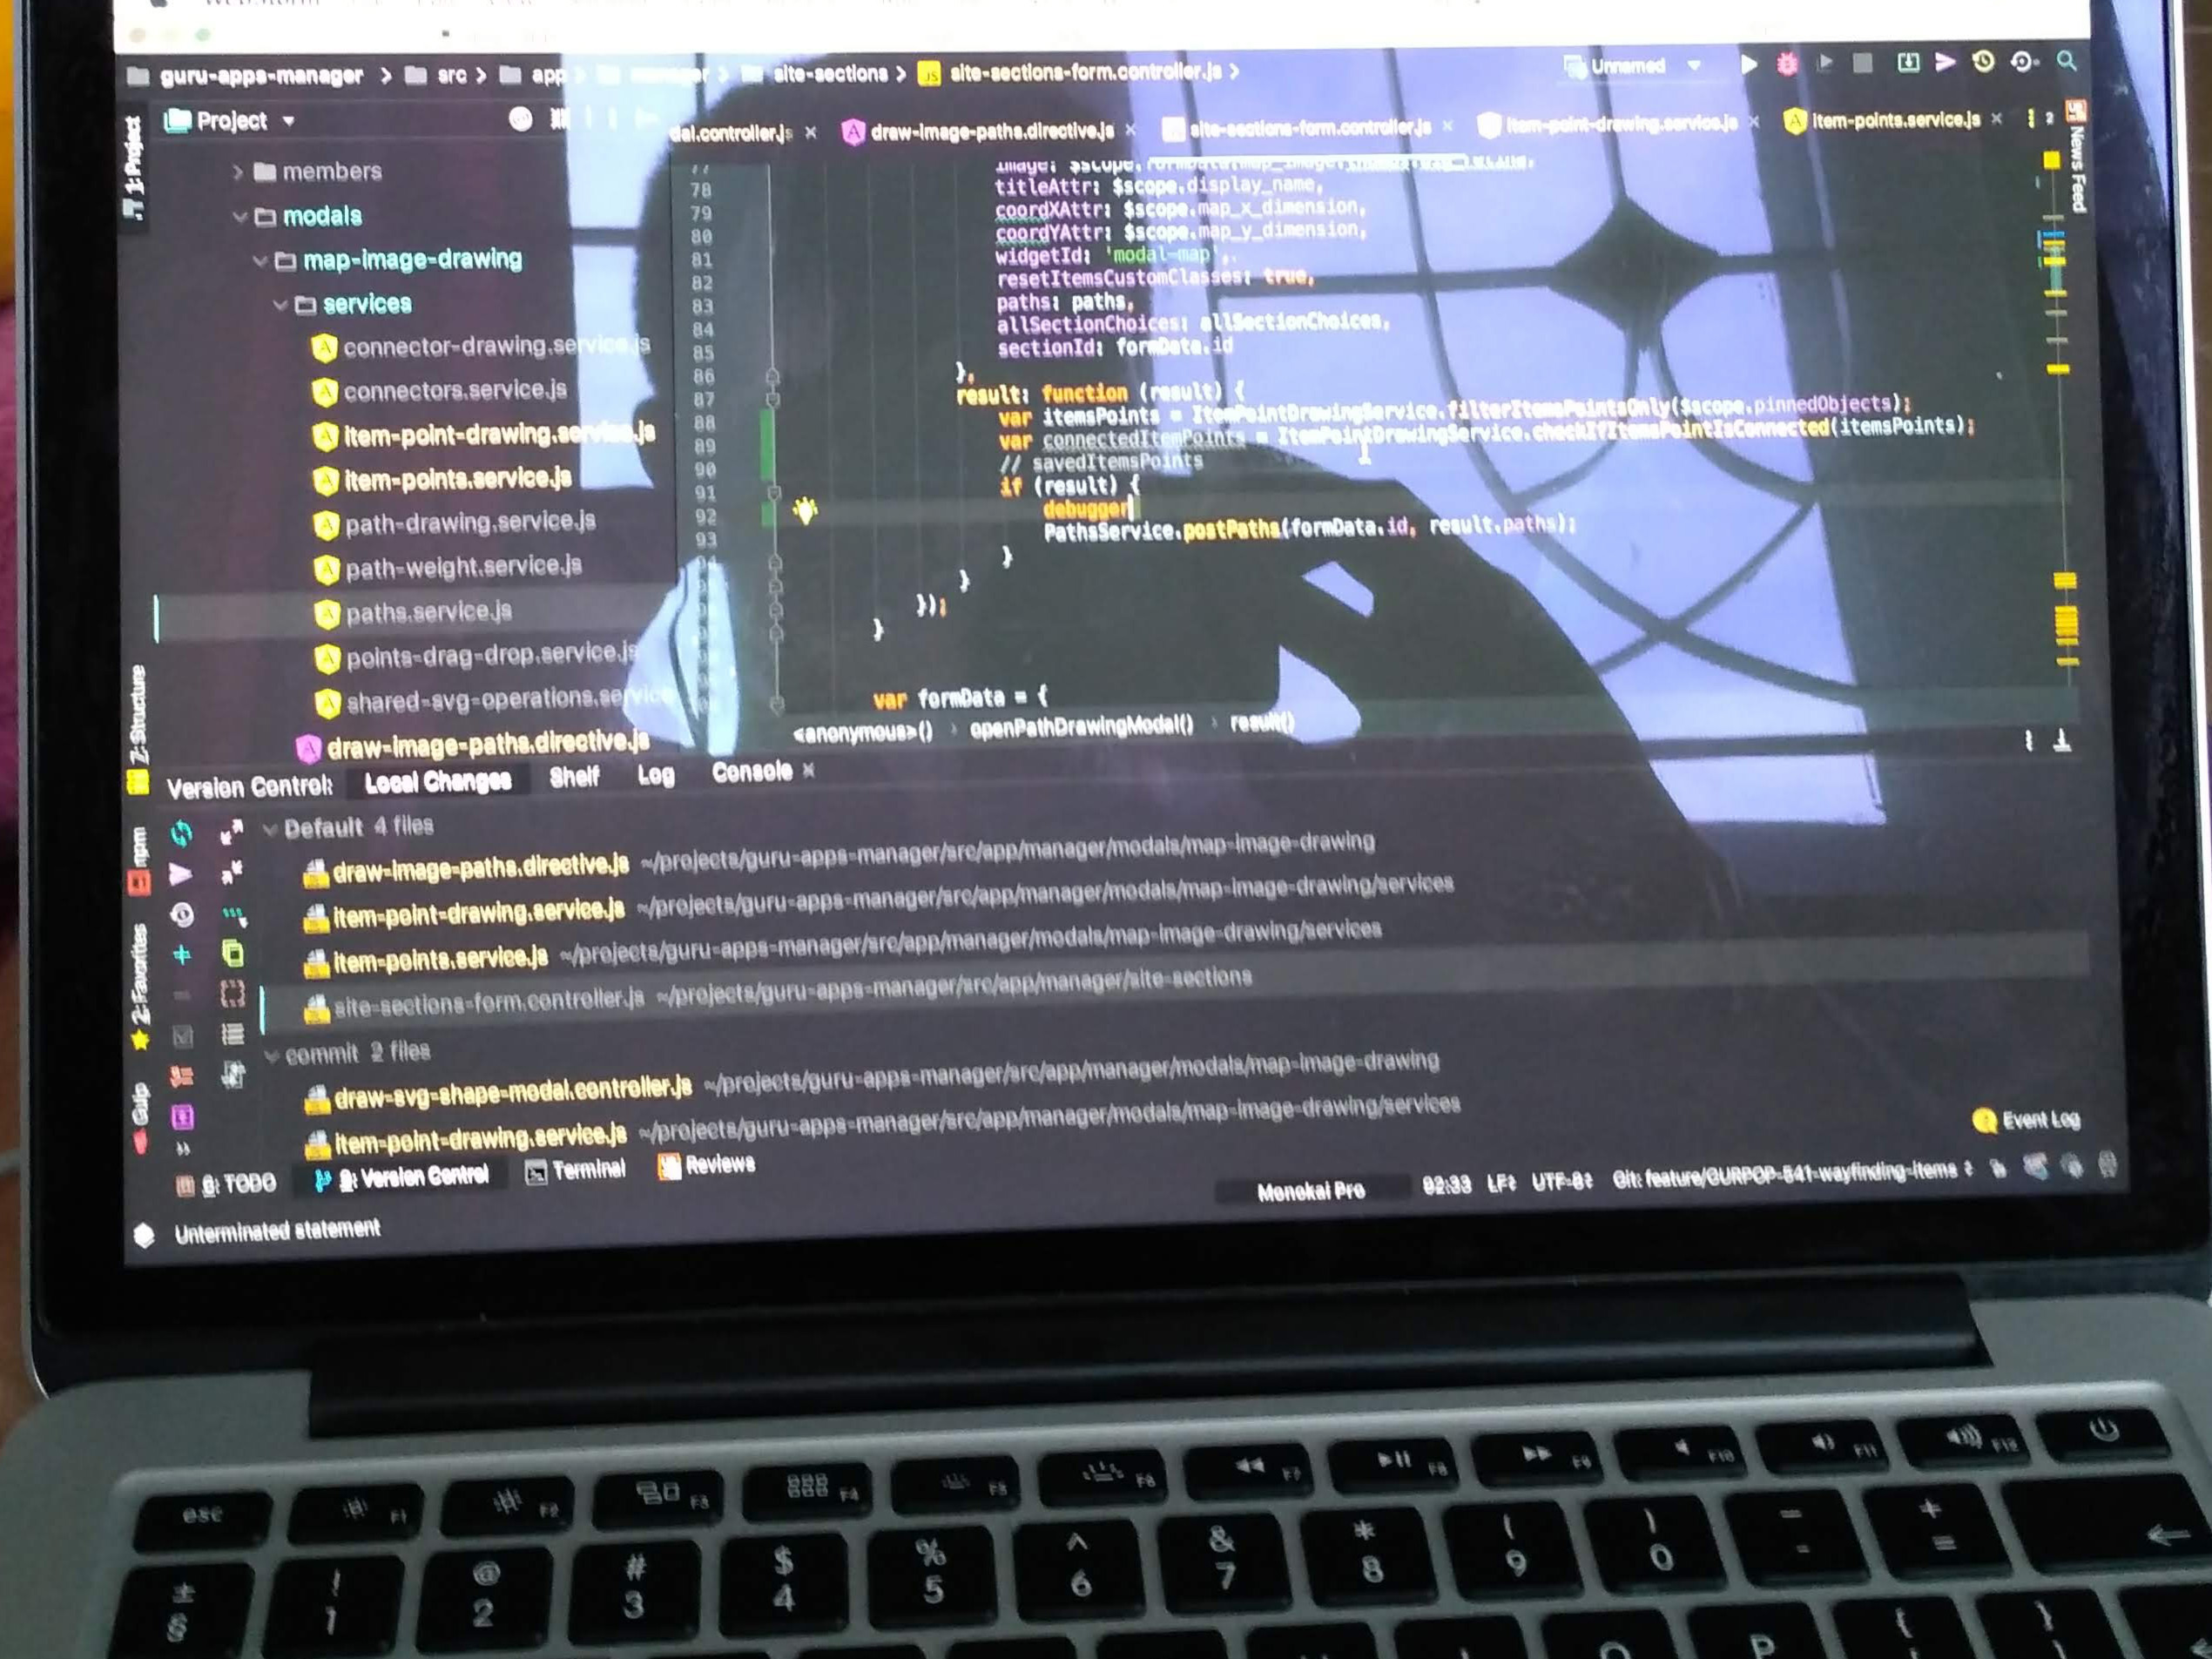 guru-apps-manager > src > app > manager > site-sections > site-sections-form.controller.js >
Unnamed
1: Project
Project
dal.controller.js × draw-image-paths.directive.js × site-sections-form.controller.js × item-point-drawing.service.js × item-points.service.js × 2
News Feed
members
modals
map-image-drawing
services
connector-drawing.service.js
connectors.service.js
item-point-drawing.service.js
item-points.service.js
path-drawing.service.js
path-weight.service.js
paths.service.js
points-drag-drop.service.js
shared-svg-operations.service
draw-image-paths.directive.js
77 image: $scope.
78 titleAttr: $scope.display_name,
79 coordXAttr: $scope.map_x_dimension,
80 coordYAttr: $scope.map_y_dimension,
81 widgetId: 'modal-map',
82 resetItemsCustomClasses: true,
83 paths: paths,
84 allSectionChoices: allSectionChoices,
85 sectionId: formData.id
86 },
87 result: function (result) {
88 var itemsPoints = ItemPointDrawingService.filterItemsPointsOnly($scope.pinnedObjects);
89 var connectedItemPoints = ItemPointDrawingService.checkIfItemsPointIsConnected(itemsPoints);
90 // savedItemsPoints
91 if (result) {
92 debugger
93 PathsService.postPaths(formData.id, result.paths);
}
}
});
}
var formData = {
<anonymous>() › openPathDrawingModal() › result()
7: Structure
npm
2: Favorites
Gulp
Version Control: Local Changes Shelf Log Console ×
Default 4 files
draw-image-paths.directive.js ~/projects/guru-apps-manager/src/app/manager/modals/map-image-drawing
item-point-drawing.service.js ~/projects/guru-apps-manager/src/app/manager/modals/map-image-drawing/services
item-points.service.js ~/projects/guru-apps-manager/src/app/manager/modals/map-image-drawing/services
site-sections-form.controller.js ~/projects/guru-apps-manager/src/app/manager/site-sections
commit 2 files
draw-svg-shape-modal.controller.js ~/projects/guru-apps-manager/src/app/manager/modals/map-image-drawing
item-point-drawing.service.js ~/projects/guru-apps-manager/src/app/manager/modals/map-image-drawing/services
Event Log
6: TODO 9: Version Control Terminal Reviews
Monokai Pro 92:33 LF UTF-8 Git: feature/GURPOP-541-wayfinding-items
Unterminated statement
esc F1 F2 F3 F4 F5 F6 F7 F8 F9 F10 F11 F12
± § ! 1 @ 2 # 3 $ 4 % 5 ^ 6 & 7 * 8 ( 9 ) 0 - + =
O P { }